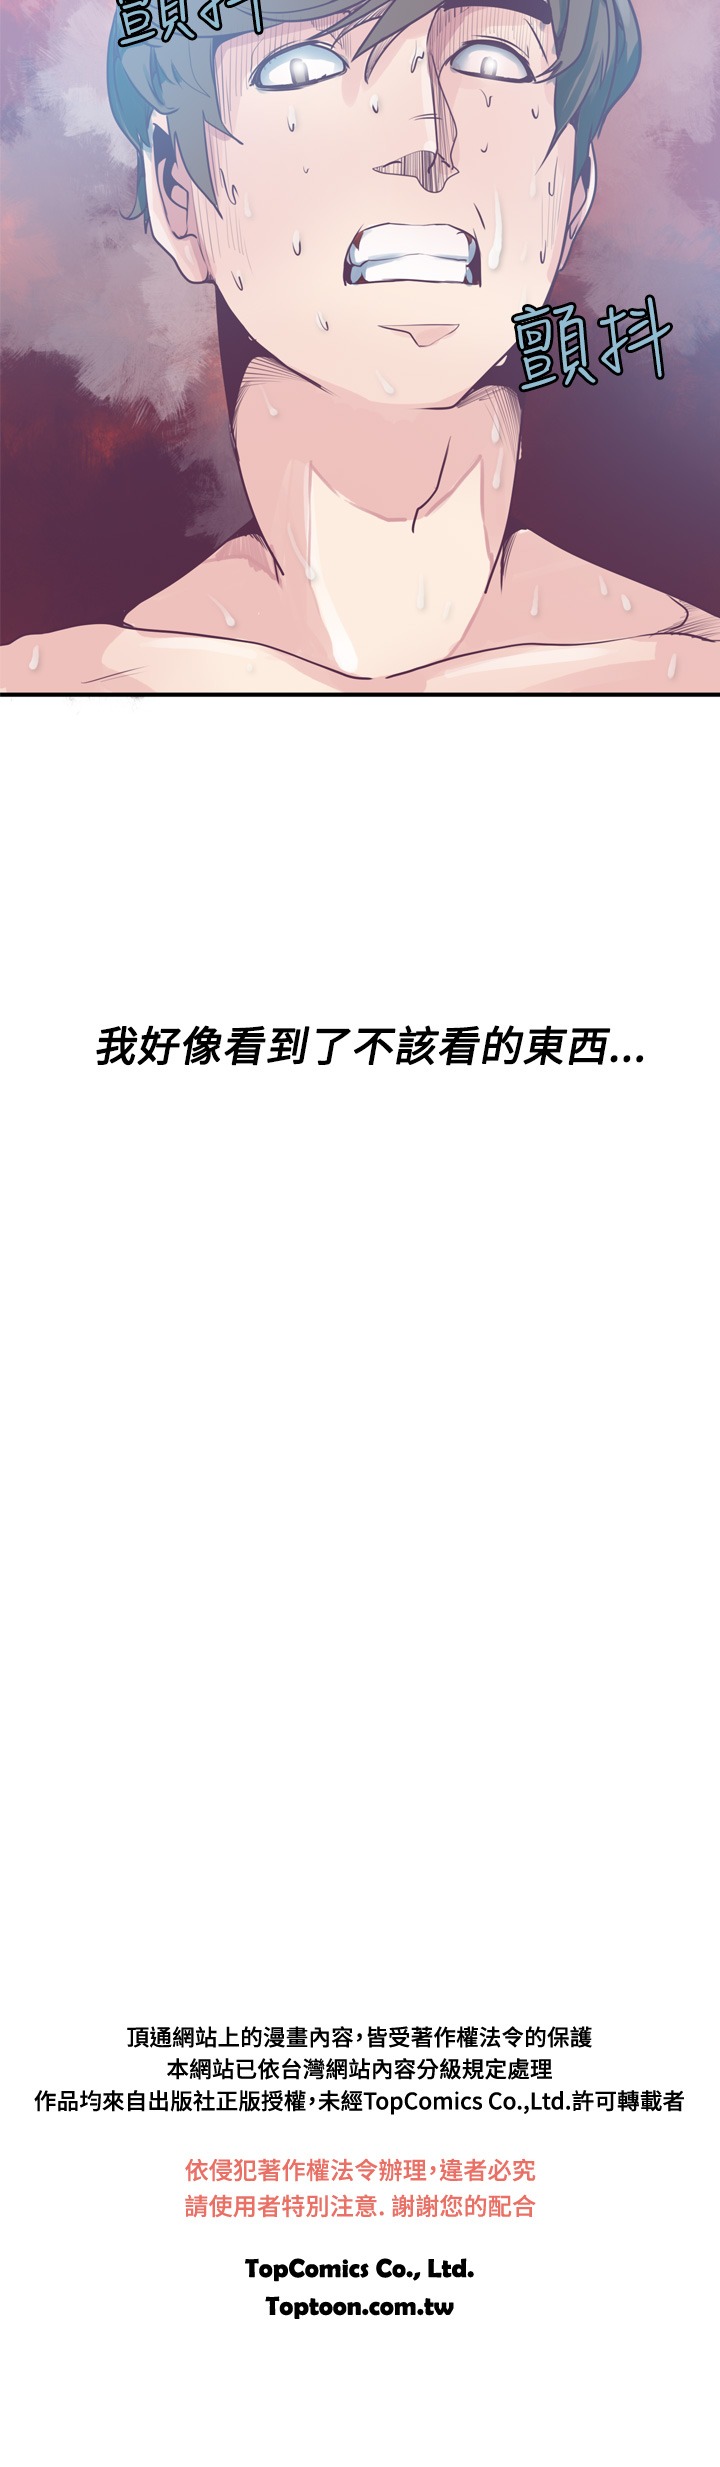 顫抖
顫抖
我好像看到了不該看的東西...
頂通網站上的漫畫內容，皆受著作權法令的保護
本網站已依台灣網站內容分級規定處理
作品均來自出版社正版授權，未經TopComics Co.,Ltd.許可轉載者
依侵犯著作權法令辦理，違者必究
請使用者特別注意. 謝謝您的配合
TopComics Co., Ltd.
Toptoon.com.tw